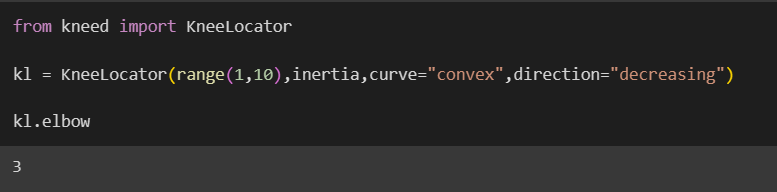 from kneed import KneeLocator
kl = KneeLocator(range(1,10),inertia,curve="convex",direction="decreasing")
kl.elbow
3